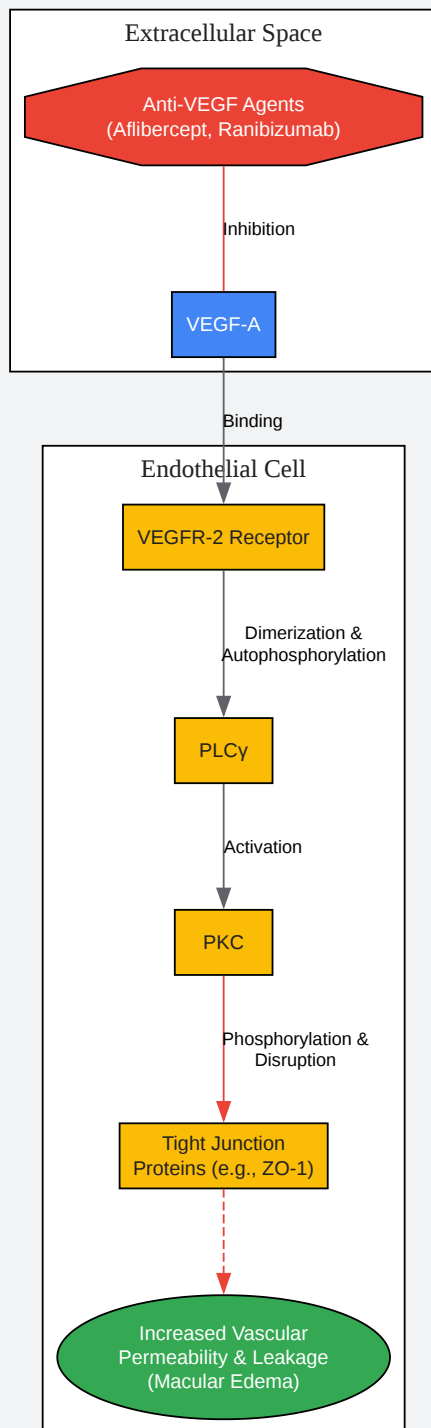 Extracellular Space
Anti-VEGF Agents
(Aflibercept, Ranibizumab)
Inhibition
VEGF-A
Binding
Endothelial Cell
VEGFR-2 Receptor
Dimerization &
Autophosphorylation
PLCγ
Activation
PKC
Phosphorylation &
Disruption
Tight Junction
Proteins (e.g., ZO-1)
Increased Vascular
Permeability & Leakage
(Macular Edema)